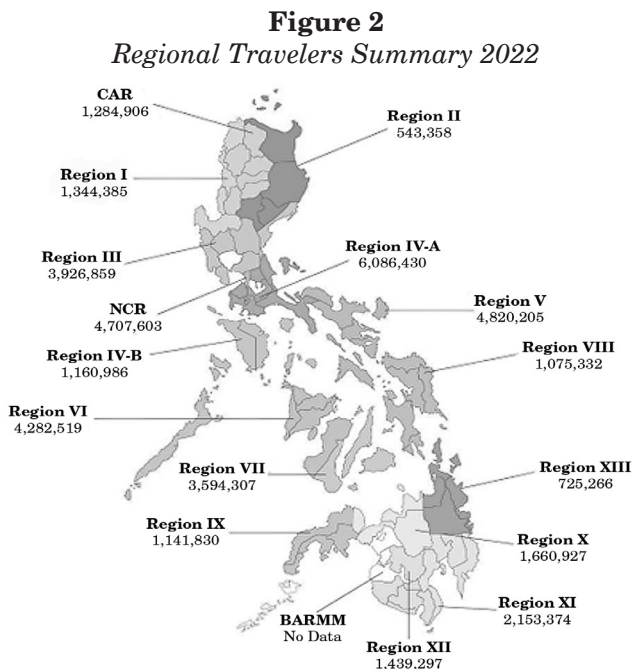 Figure 2
Regional Travelers Summary 2022
CAR
1,284,906
Region II
543,358
Region I
1,344,385
Region III
3,926,859
Region IV-A
6,086,430
NCR
4,707,603
Region V
4,820,205
Region IV-B
1,160,986
Region VIII
1,075,332
Region VI
4,282,519
Region VII
3,594,307
Region XIII
725,266
Region IX
1,141,830
Region X
1,660,927
BARMM
No Data
Region XI
2,153,374
Region XII
1,439,297